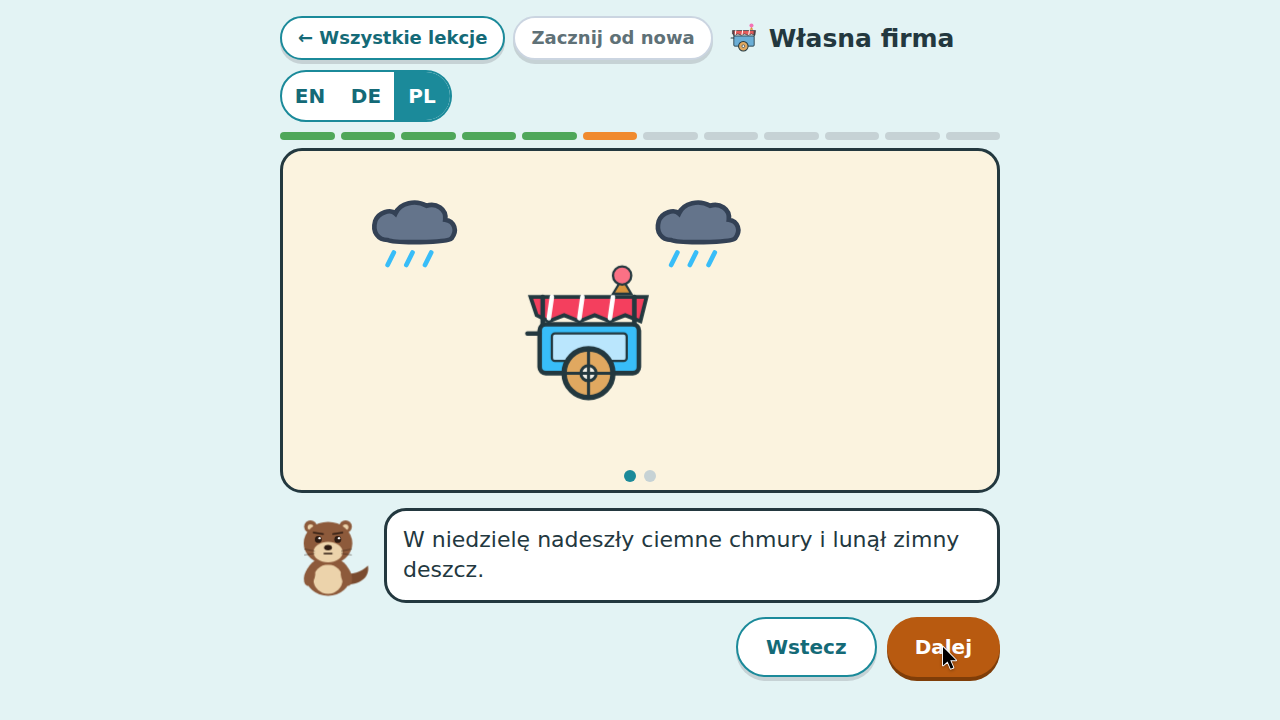 ← Wszystkie lekcje
Zacznij od nowa
Własna firma
EN DE PL
W niedzielę nadeszły ciemne chmury i lunął zimny
deszcz.
Wstecz
Dalej